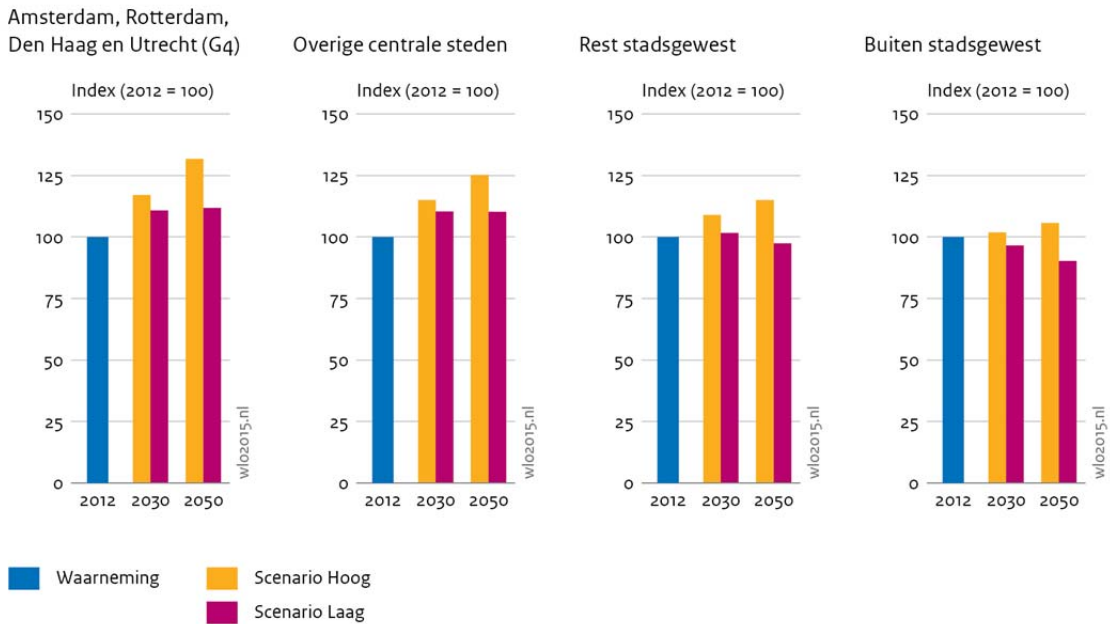 Amsterdam, Rotterdam,
Den Haag en Utrecht (G4)
Index (2012 = 100)
150
125
100
75
50
25
0
2012 2030 2050
wlo2015.nl
Overige centrale steden
Index (2012 = 100)
150
125
100
75
50
25
0
2012 2030 2050
wlo2015.nl
Rest stadsgewest
Index (2012 = 100)
150
125
100
75
50
25
0
2012 2030 2050
wlo2015.nl
Buiten stadsgewest
Index (2012 = 100)
150
125
100
75
50
25
0
2012 2030 2050
wlo2015.nl
Waarneming
Scenario Hoog
Scenario Laag